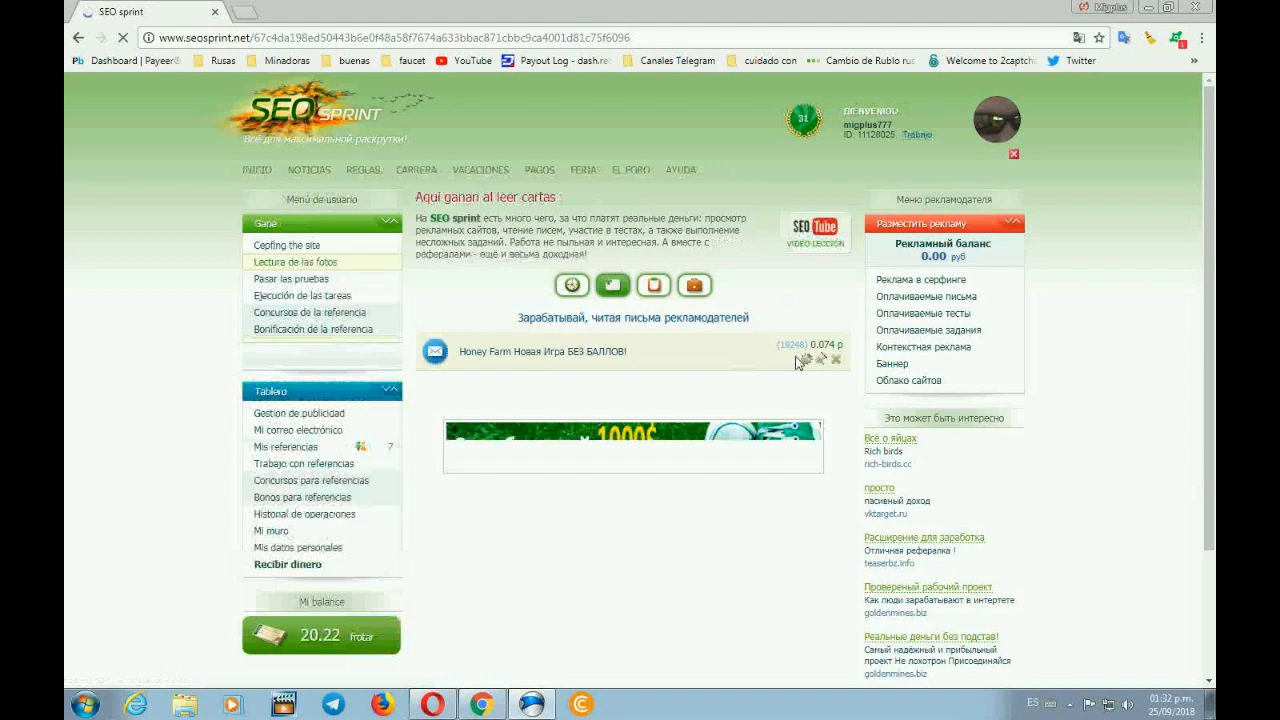 SEO sprint
Migplus
www.seosprint.net/67c4da198ed50443b6e0f48a58f7674a633bbac871cbbc9ca4001d81c75f6096
Pb Dashboard | Payeer® Rusas Minadoras buenas faucet YouTube Payout Log - dash.re Canales Telegram cuidado con Cambio de Rublo rus Welcome to 2captch Twitter »
SEO SPRINT
Всё для максимальной раскрутки!
31
BIENVENIDO
migplus777
ID: 11128025 Trabajo
INICIO NOTICIAS REGLAS CARRERA VACACIONES PAGOS FERIA EL FORO AYUDA
Menú de usuario
Gane
Серfing the site
Lectura de las fotos
Pasar las pruebas
Ejecución de las tareas
Concursos de la referencia
Bonificación de la referencia
Tablero
Gestion de publicidad
Mi correo electrónico
Mis referencias 7
Trabajo con referencias
Concursos para referencias
Bonos para referencias
Historial de operaciones
Mi muro
Mis datos personales
Recibir dinero
Mi balance
20.22 frotar
Aquí ganan al leer cartas :
На SEO sprint есть много чего, за что платят реальные деньги: просмотр
рекламных сайтов, чтение писем, участие в тестах, а также выполнение
несложных заданий. Работа не пыльная и интересная. А вместе с
рефералами - ещё и весьма доходная!
SEO Tube
VIDEO LECCIÓN
Зарабатывай, читая письма рекламодателей
Honey Farm Новая Игра БЕЗ БАЛЛОВ! (19248) 0.074 р
1000$
Меню рекламодателя
Разместить рекламу
Рекламный баланс
0.00 руб
Реклама в серфинге
Оплачиваемые письма
Оплачиваемые тесты
Оплачиваемые задания
Контекстная реклама
Баннер
Облако сайтов
Это может быть интересно
Всё о яйцах
Rich birds
rich-birds.cc
просто
пасивный доход
vktarget.ru
Расширение для заработка
Отличная рефералка !
teaserbz.info
Провереный рабочий проект
Как люди зарабатывают в интертете
goldenmines.biz
Реальные деньги без подстав!
Самый надёжный и прибыльный
проект Не лохотрон Присоединяйся
goldenmines.biz
ES 01:32 p.m.
25/09/2018